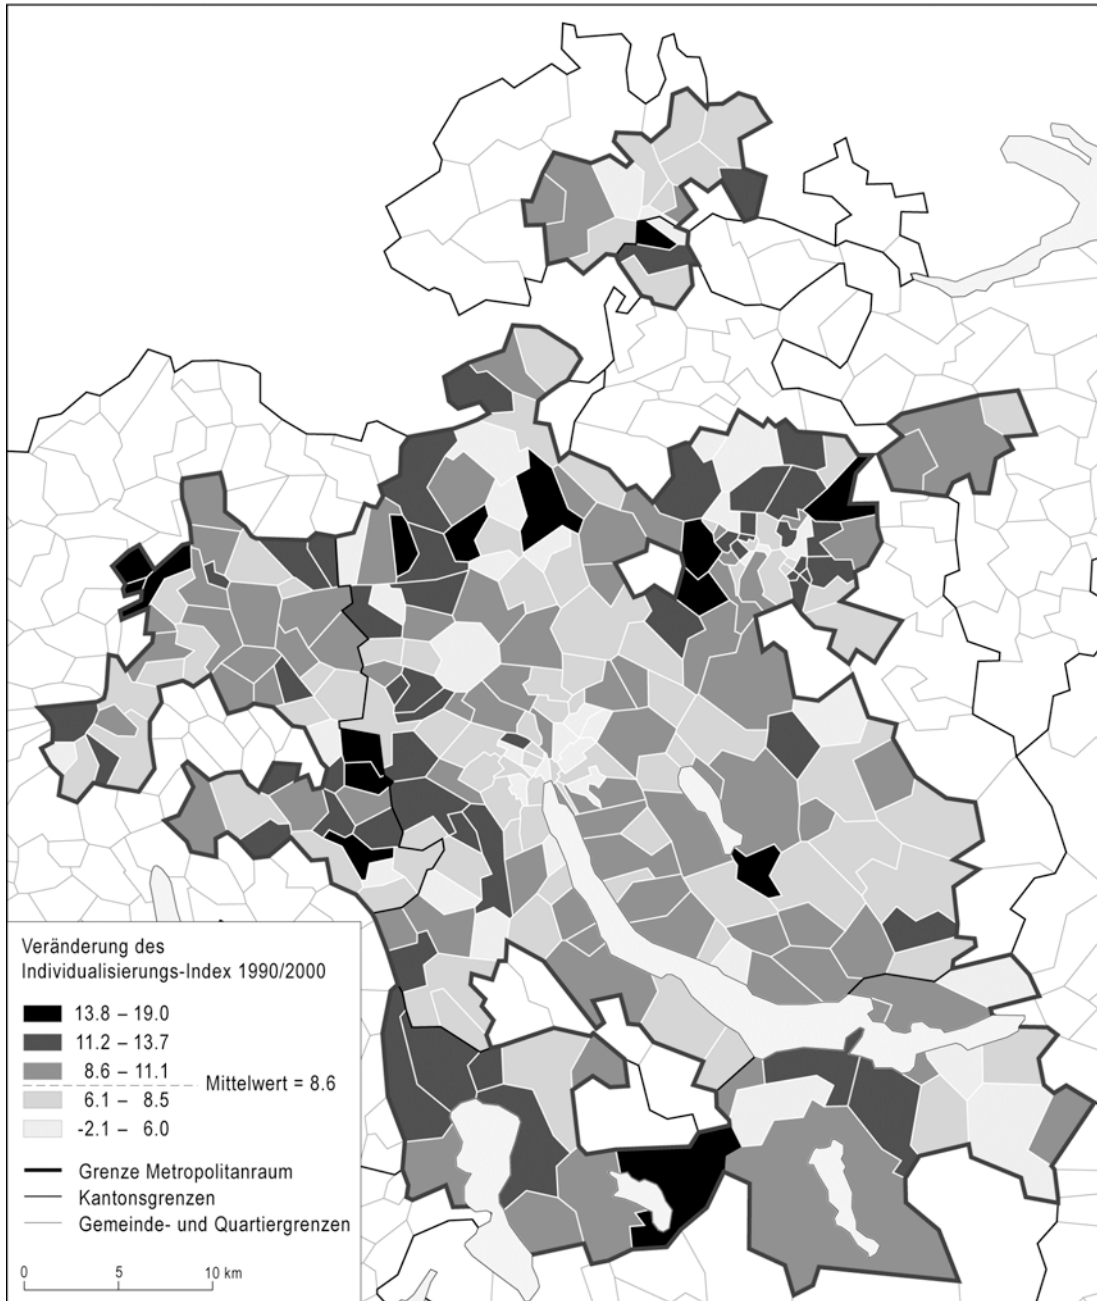 Veränderung des
Individualisierungs-Index 1990/2000
13.8 – 19.0
11.2 – 13.7
8.6 – 11.1
Mittelwert = 8.6
6.1 – 8.5
-2.1 – 6.0
Grenze Metropolitanraum
Kantonsgrenzen
Gemeinde- und Quartiergrenzen
0 5 10 km